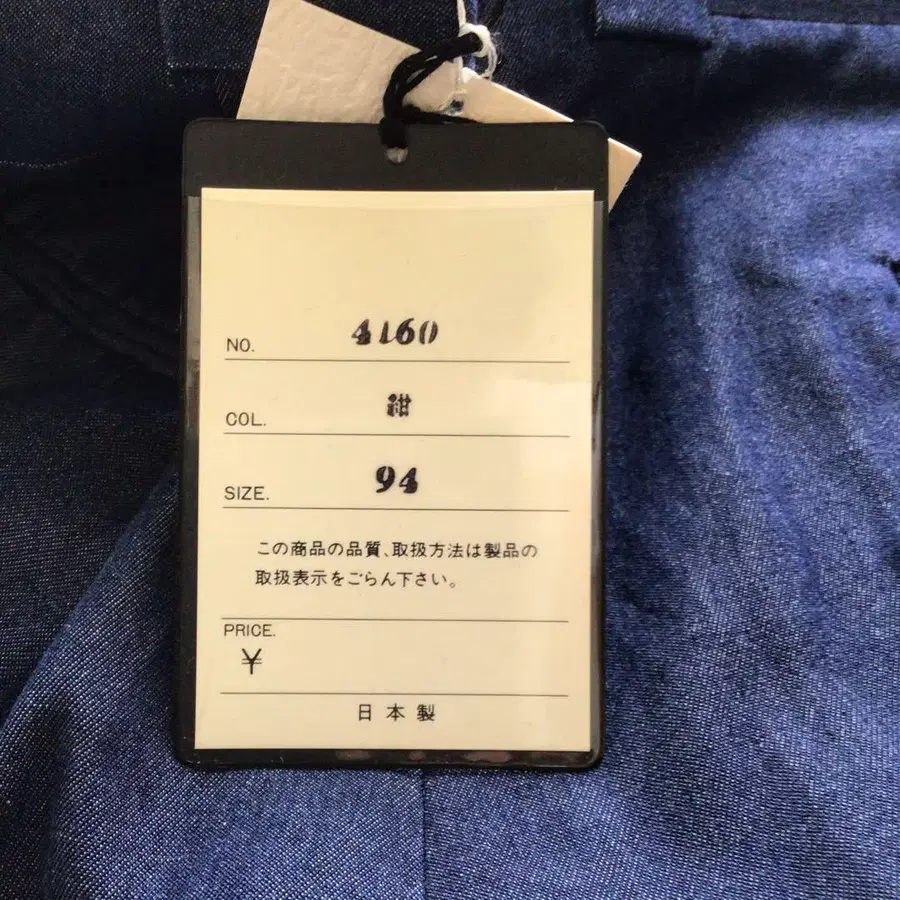 NO. 4160
COL. 紺
SIZE. 94
この商品の品質、取扱方法は製品の
取扱表示をごらん下さい。
PRICE.
¥
日本製